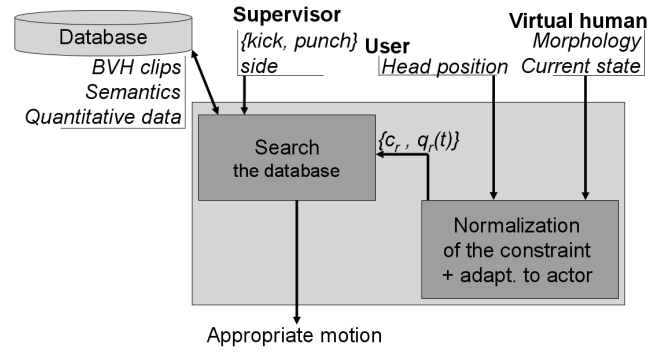 Database
BVH clips
Semantics
Quantitative data
Supervisor
{kick, punch}
side
User
Head position
Virtual human
Morphology
Current state
Search
the database
{cr , qr(t)}
Normalization
of the constraint
+ adapt. to actor
Appropriate motion